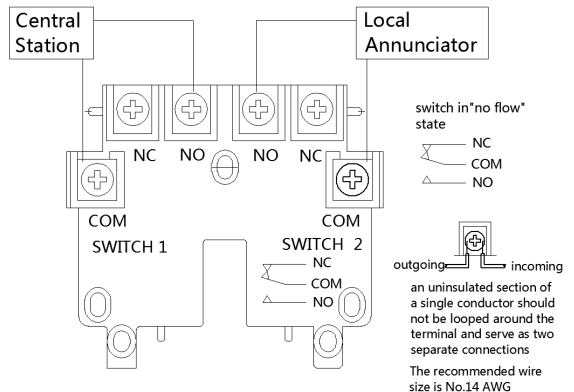 Central
Station
Local
Annunciator
NC
NO
NO
NC
COM
COM
SWITCH 1
SWITCH 2
NC
COM
NO
switch in"no flow"
state
NC
COM
NO
outgoing
incoming
an uninsulated section of
a single conductor should
not be looped around the
terminal and serve as two
separate connections
The recommended wire
size is No.14 AWG